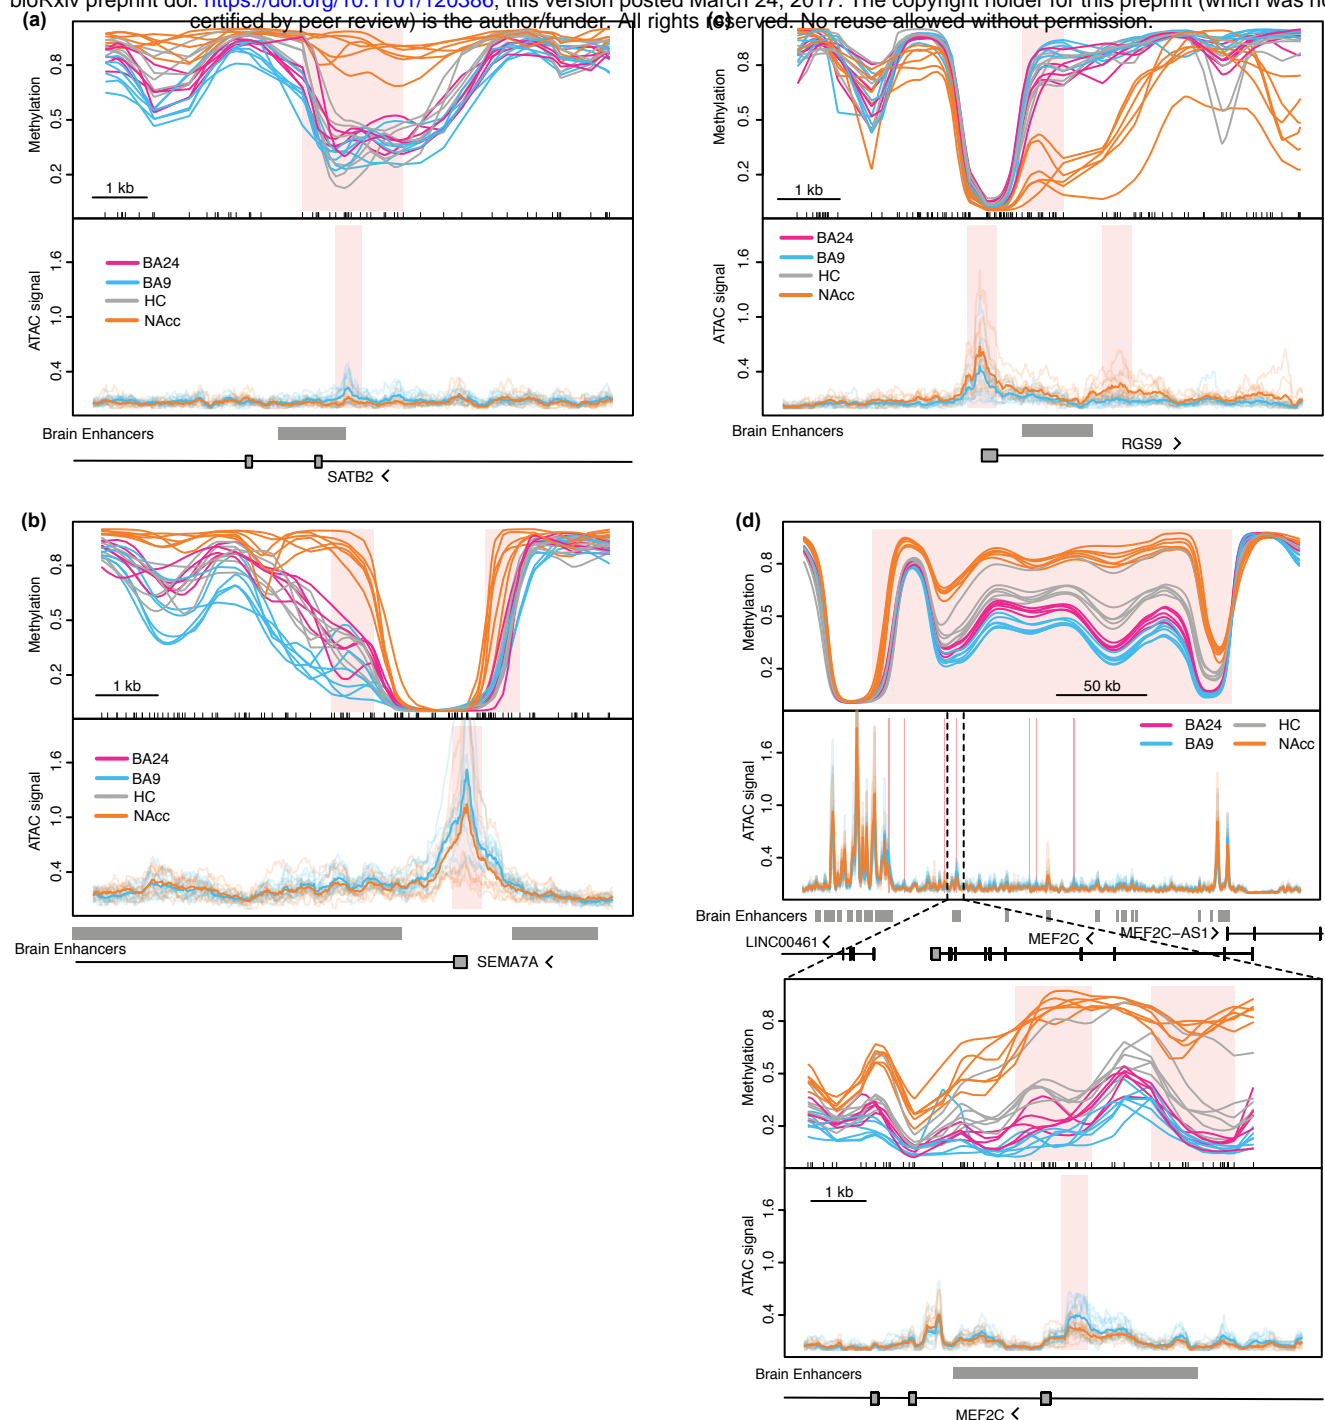 bioRxiv preprint doi: https://doi.org/10.1101/120386; this version posted March 24, 2017. The copyright holder for this preprint (which was
certified by peer review) is the author/funder. All rights reserved. No reuse allowed without permission.
(a)
Methylation
0.8
0.5
0.2
1 kb
ATAC signal
1.6
1.0
0.4
BA24
BA9
HC
NAcc
Brain Enhancers
SATB2 <
(c)
Methylation
0.8
0.5
0.2
1 kb
ATAC signal
1.6
1.0
0.4
BA24
BA9
HC
NAcc
Brain Enhancers
RGS9 >
(b)
Methylation
0.8
0.5
0.2
1 kb
ATAC signal
1.6
1.0
0.4
BA24
BA9
HC
NAcc
Brain Enhancers
SEMA7A <
(d)
Methylation
0.8
0.5
0.2
50 kb
ATAC signal
1.6
1.0
0.4
BA24 HC
BA9 NAcc
Brain Enhancers
LINC00461 < MEF2C < MEF2C-AS1 >
Methylation
0.8
0.5
0.2
1 kb
ATAC signal
1.6
1.0
0.4
Brain Enhancers
MEF2C <